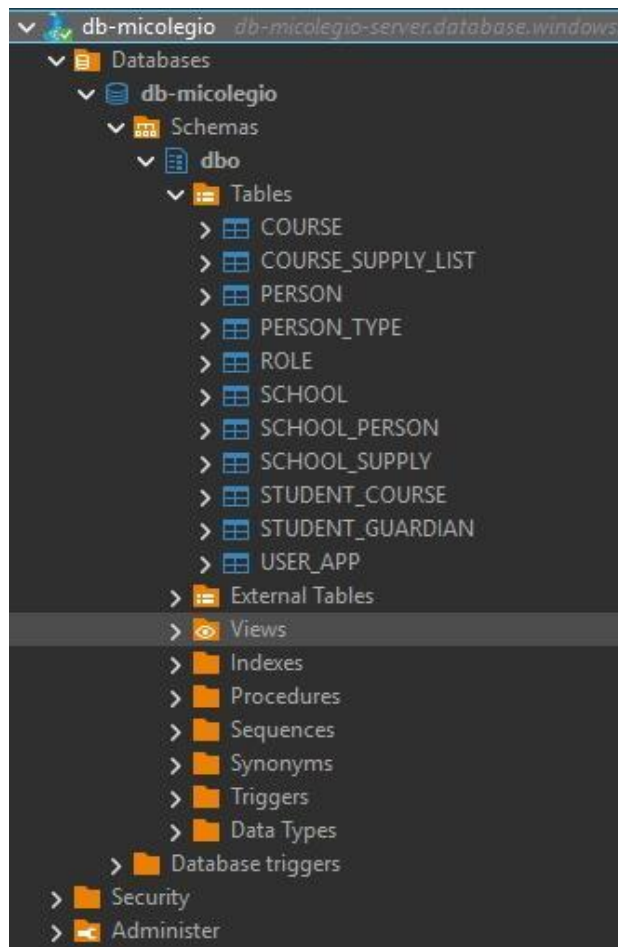 db-micolegio db-micolegio-server.database.windows
Databases
db-micolegio
Schemas
dbo
Tables
COURSE
COURSE_SUPPLY_LIST
PERSON
PERSON_TYPE
ROLE
SCHOOL
SCHOOL_PERSON
SCHOOL_SUPPLY
STUDENT_COURSE
STUDENT_GUARDIAN
USER_APP
External Tables
Views
Indexes
Procedures
Sequences
Synonyms
Triggers
Data Types
Database triggers
Security
Administer